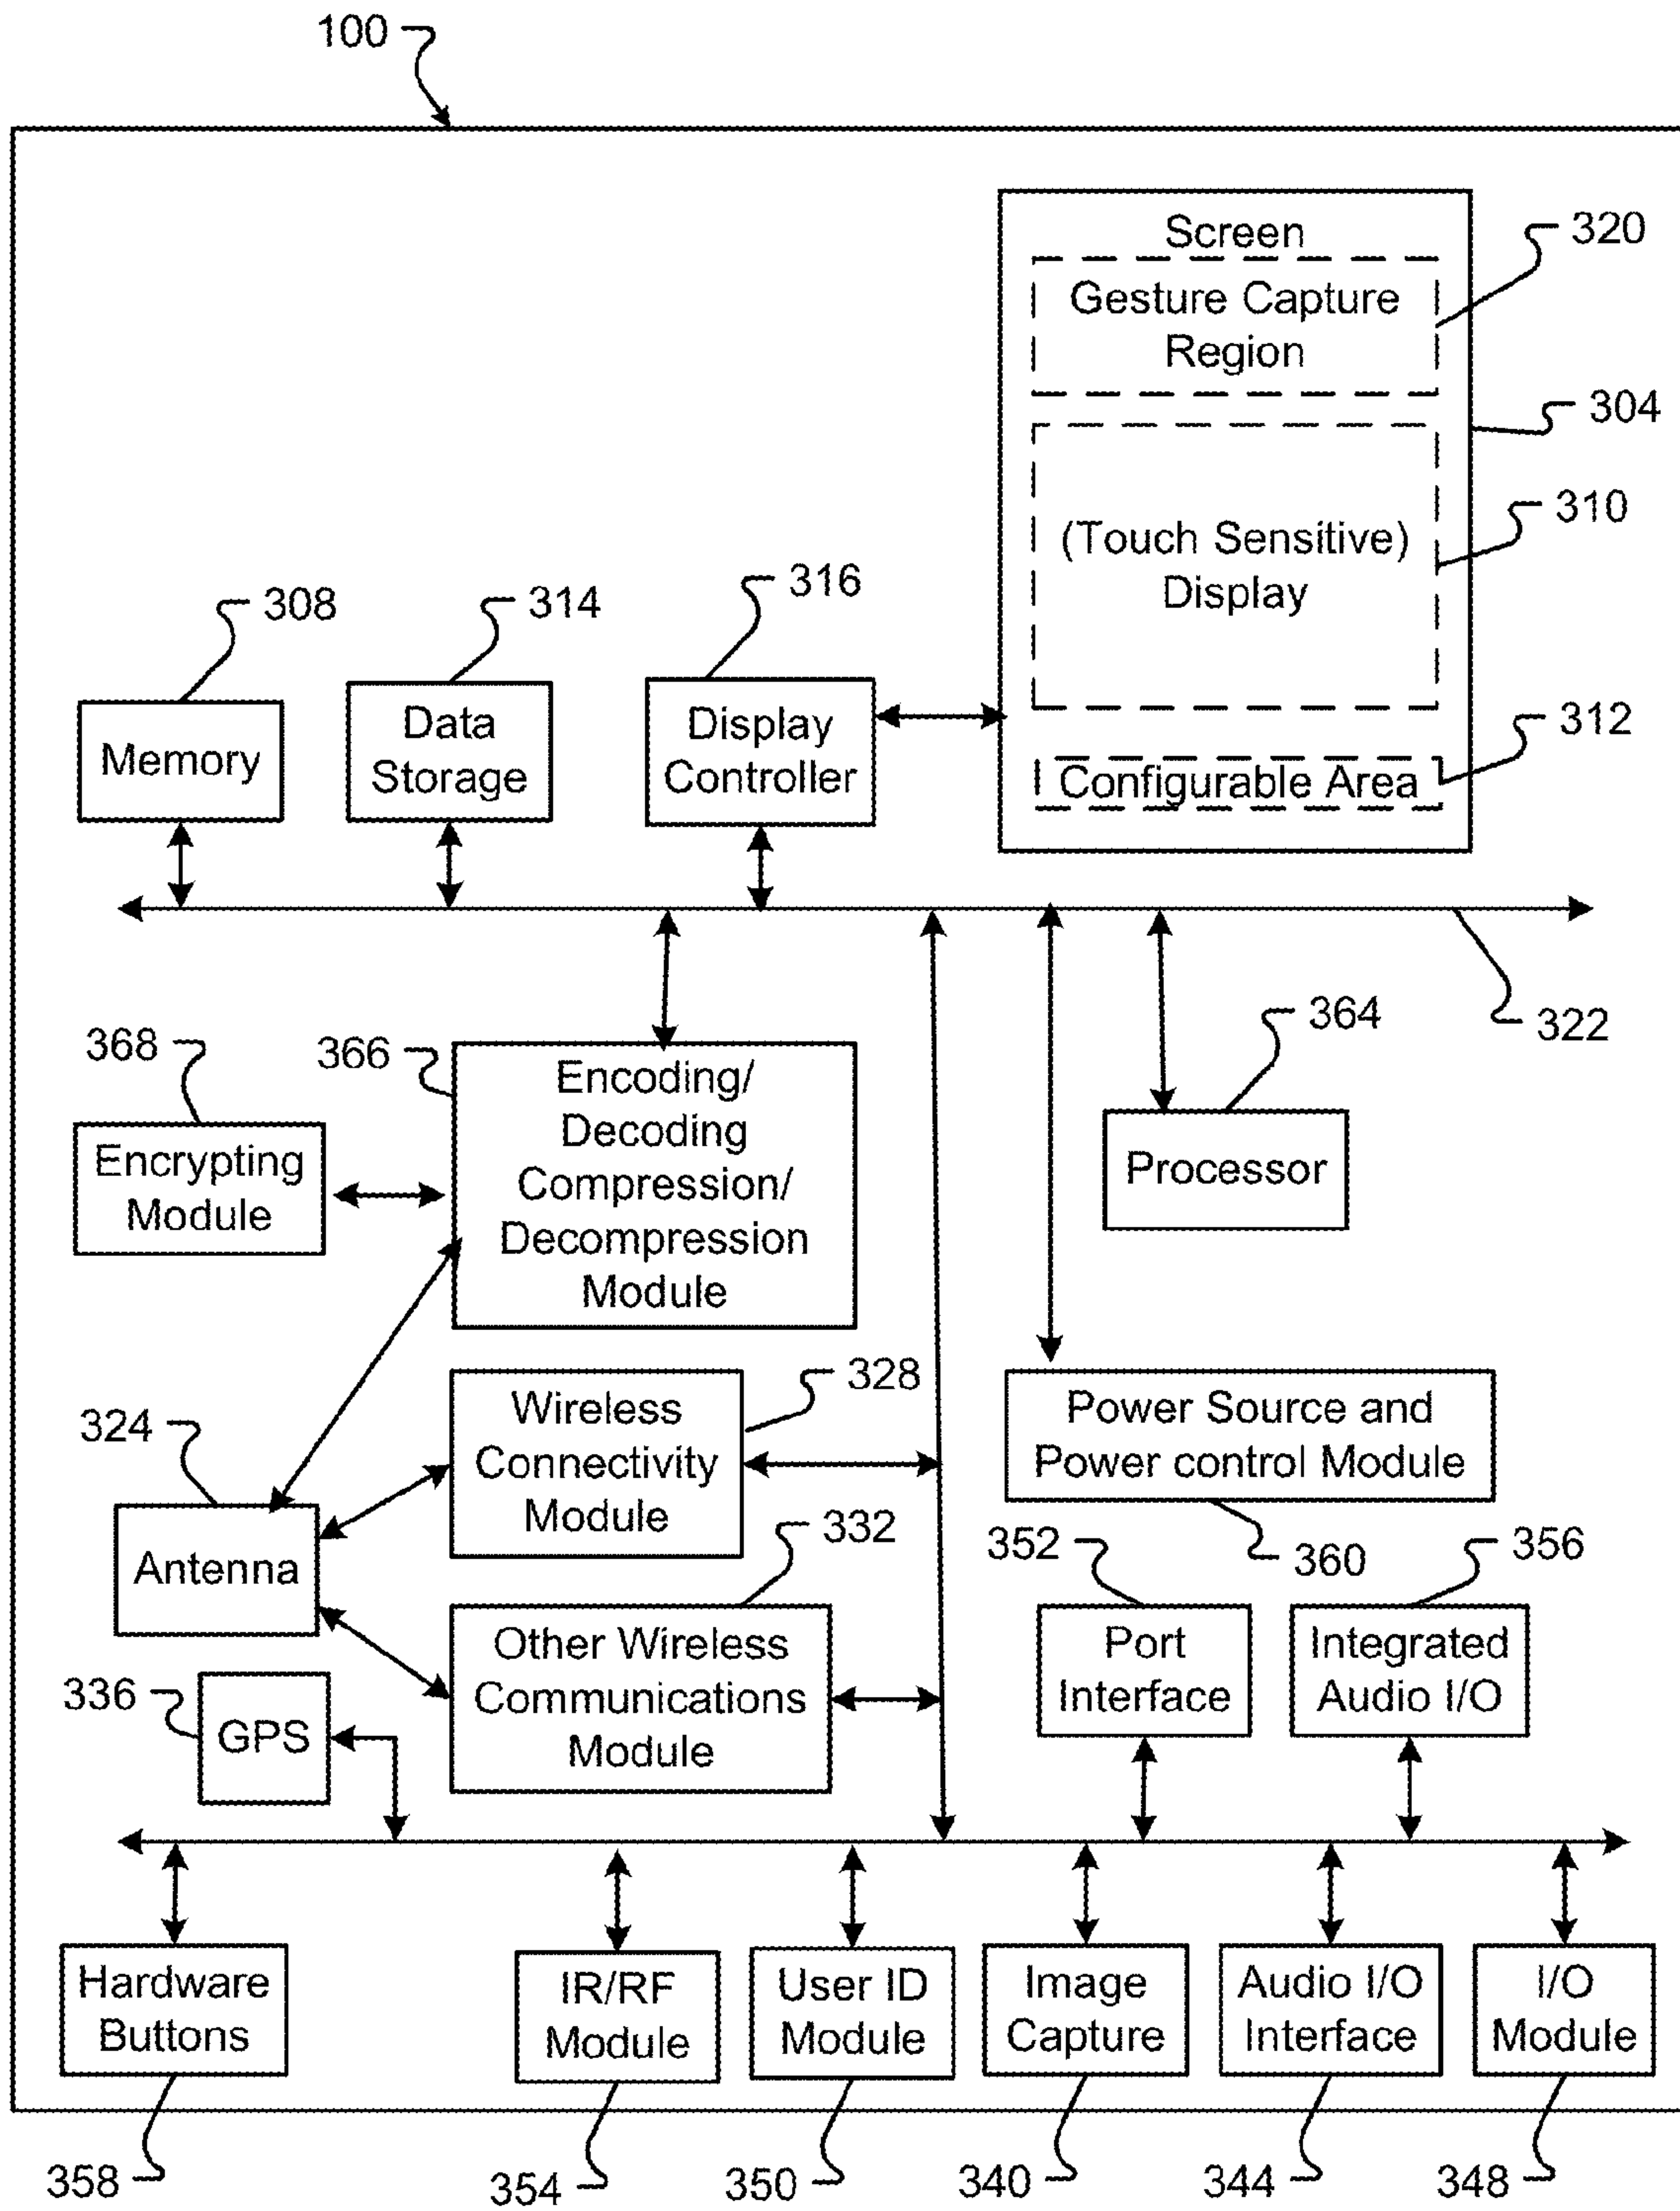 100
Screen
320
Gesture Capture
Region
304
310
(Touch Sensitive)
Display
316
308
314
312
Data
Storage
Display
Controller
Memory
Configurable Area
364
322
368
366
Encoding/
Decoding
Compression/
Decompression
Module
Encrypting
Module
Processor
328
Wireless
Connectivity
Module
Power Source and
Power control Module
324
332
352
360
356
Antenna
Other Wireless
Communications
Module
Port
Interface
Integrated
Audio I/O
336
GPS
Hardware
Buttons
IR/RF
Module
User ID
Module
Image
Capture
Audio I/O
Interface
I/O
Module
358
354
350
340
344
348